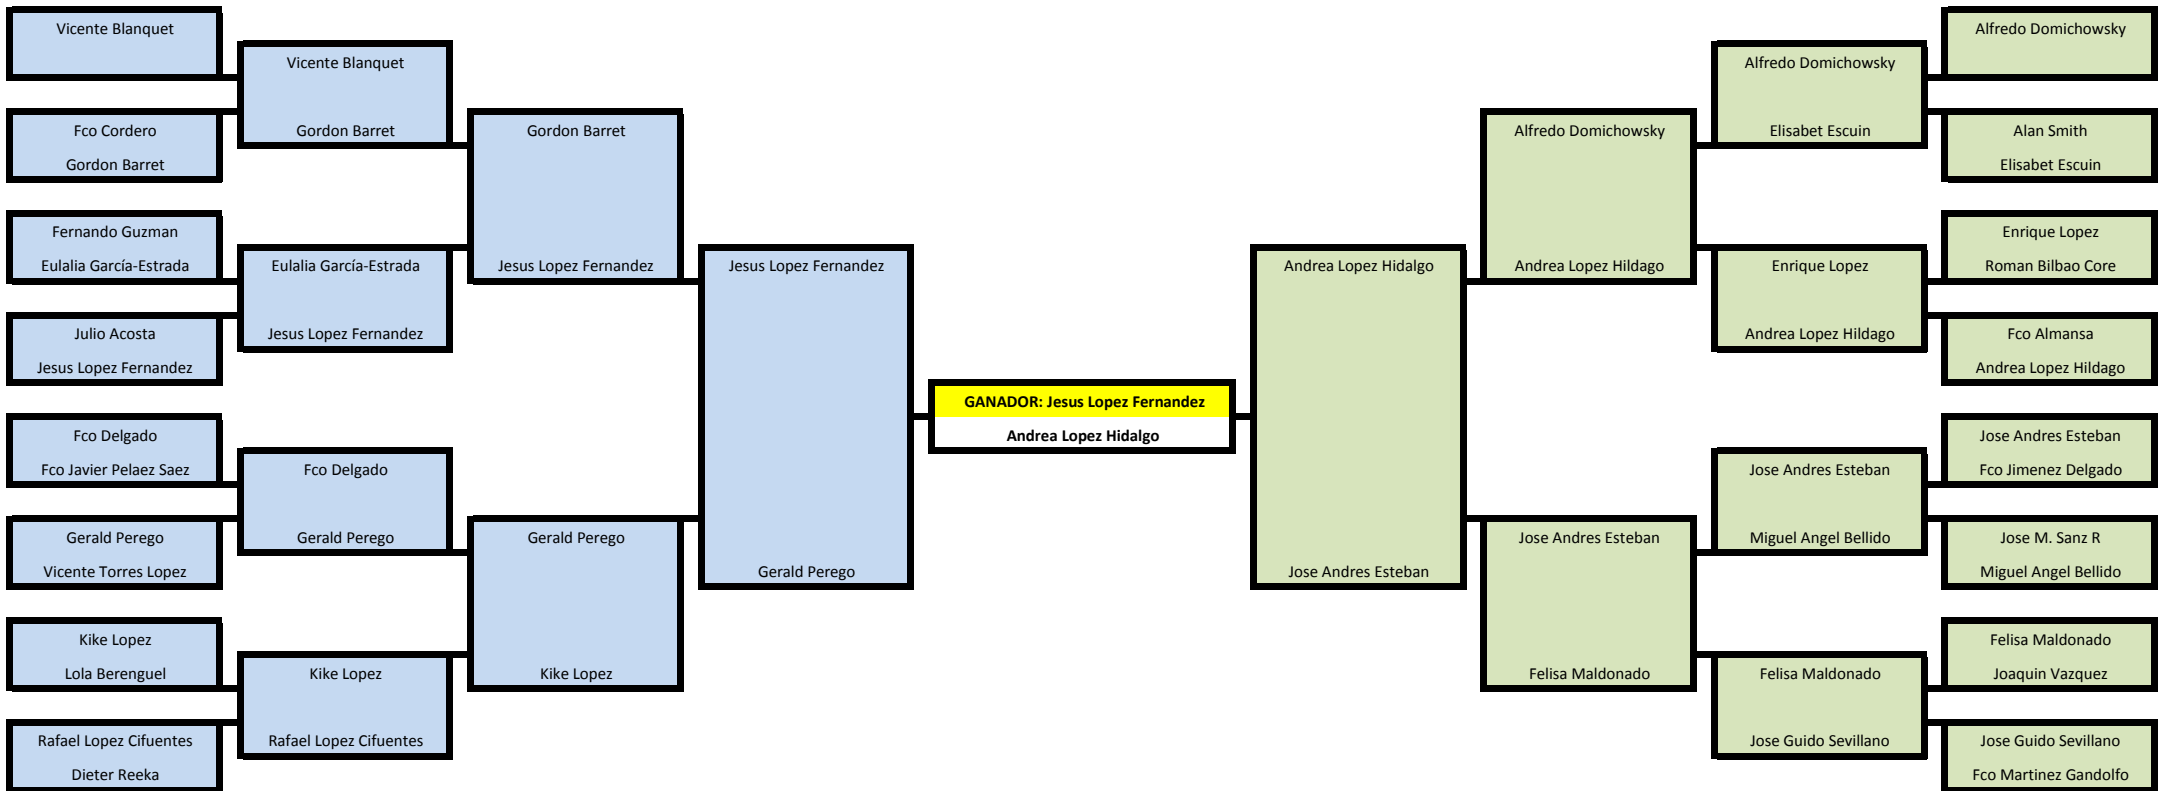 Vicente Blanquet
Fco Cordero
Gordon Barret
Fernando Guzman
Eulalia García-Estrada
Julio Acosta
Jesus Lopez Fernandez
Fco Delgado
Fco Javier Pelaez Saez
Gerald Perego
Vicente Torres Lopez
Kike Lopez
Lola Berenguel
Rafael Lopez Cifuentes
Dieter Reeka
Vicente Blanquet
Gordon Barret
Eulalia García-Estrada
Jesus Lopez Fernandez
Fco Delgado
Gerald Perego
Kike Lopez
Rafael Lopez Cifuentes
Gordon Barret
Jesus Lopez Fernandez
Gerald Perego
Kike Lopez
Jesus Lopez Fernandez
Gerald Perego
GANADOR: Jesus Lopez Fernandez
Andrea Lopez Hidalgo
Andrea Lopez Hidalgo
Jose Andres Esteban
Alfredo Domichowsky
Andrea Lopez Hildago
Jose Andres Esteban
Felisa Maldonado
Alfredo Domichowsky
Elisabet Escuin
Enrique Lopez
Andrea Lopez Hildago
Jose Andres Esteban
Miguel Angel Bellido
Felisa Maldonado
Jose Guido Sevillano
Alfredo Domichowsky
Alan Smith
Elisabet Escuin
Enrique Lopez
Roman Bilbao Core
Fco Almansa
Andrea Lopez Hildago
Jose Andres Esteban
Fco Jimenez Delgado
Jose M. Sanz R
Miguel Angel Bellido
Felisa Maldonado
Joaquin Vazquez
Jose Guido Sevillano
Fco Martinez Gandolfo